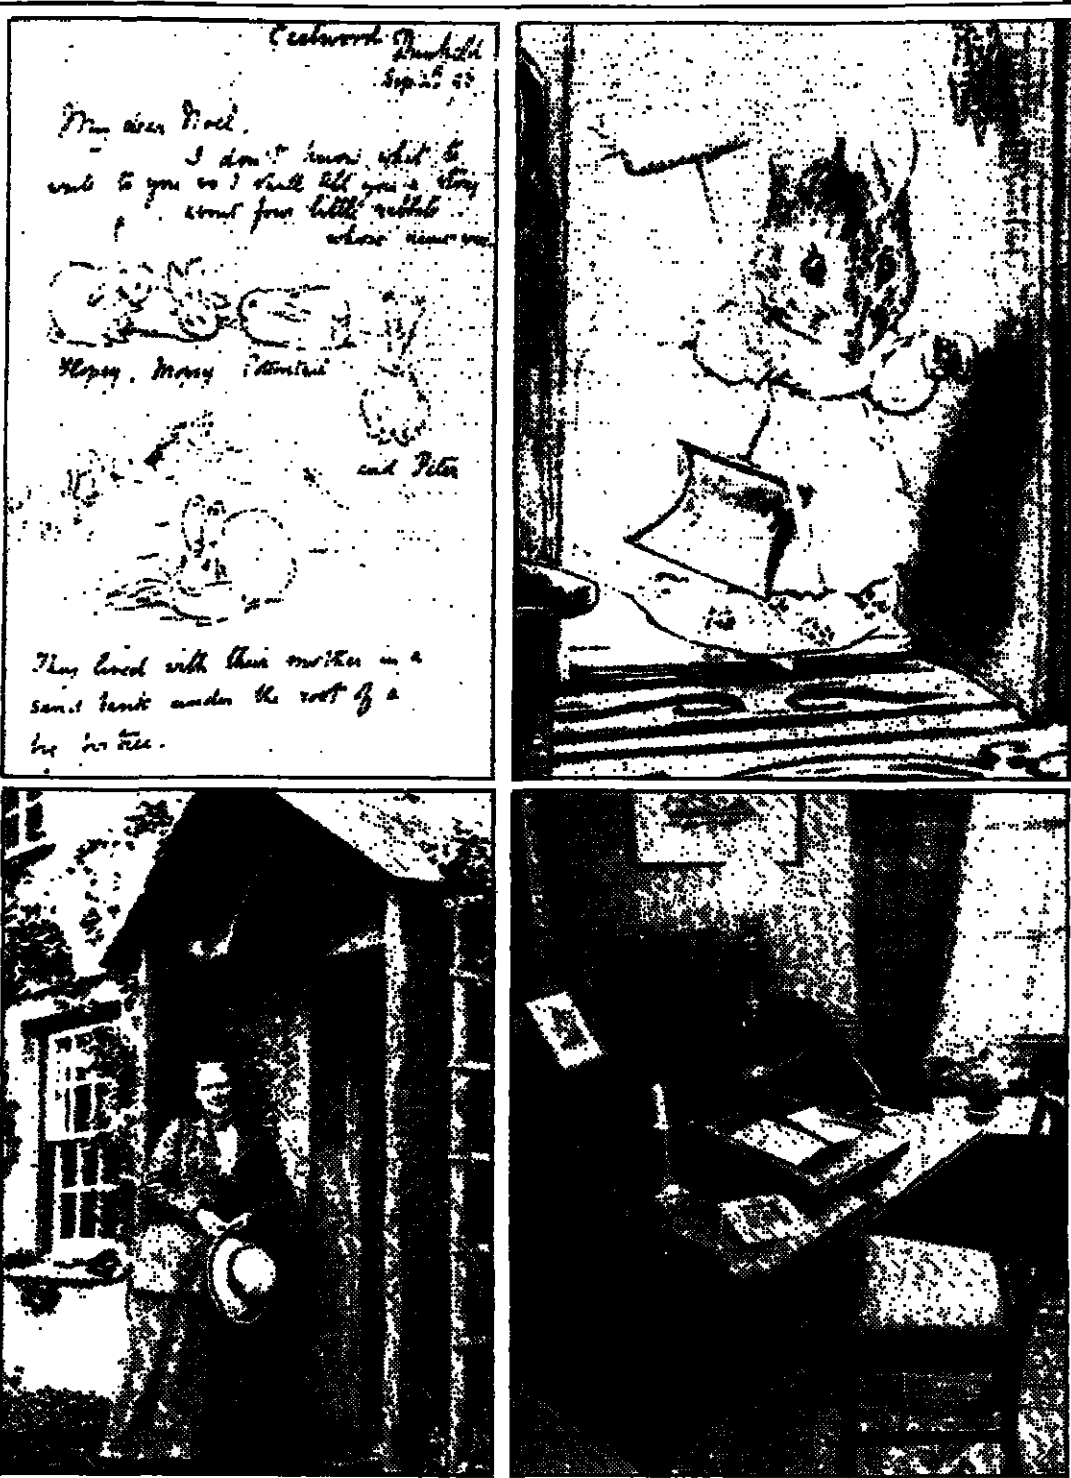 Eastwood
Dunkeld
Sep 93
My dear Noel,
I don't know what to
write to you so I shall tell you a story
about four little rabbits.
whose names were
Flopsy, Mopsy Cottontail
and Peter
They lived with their mother in a
sand bank under the root of a
big fir tree.